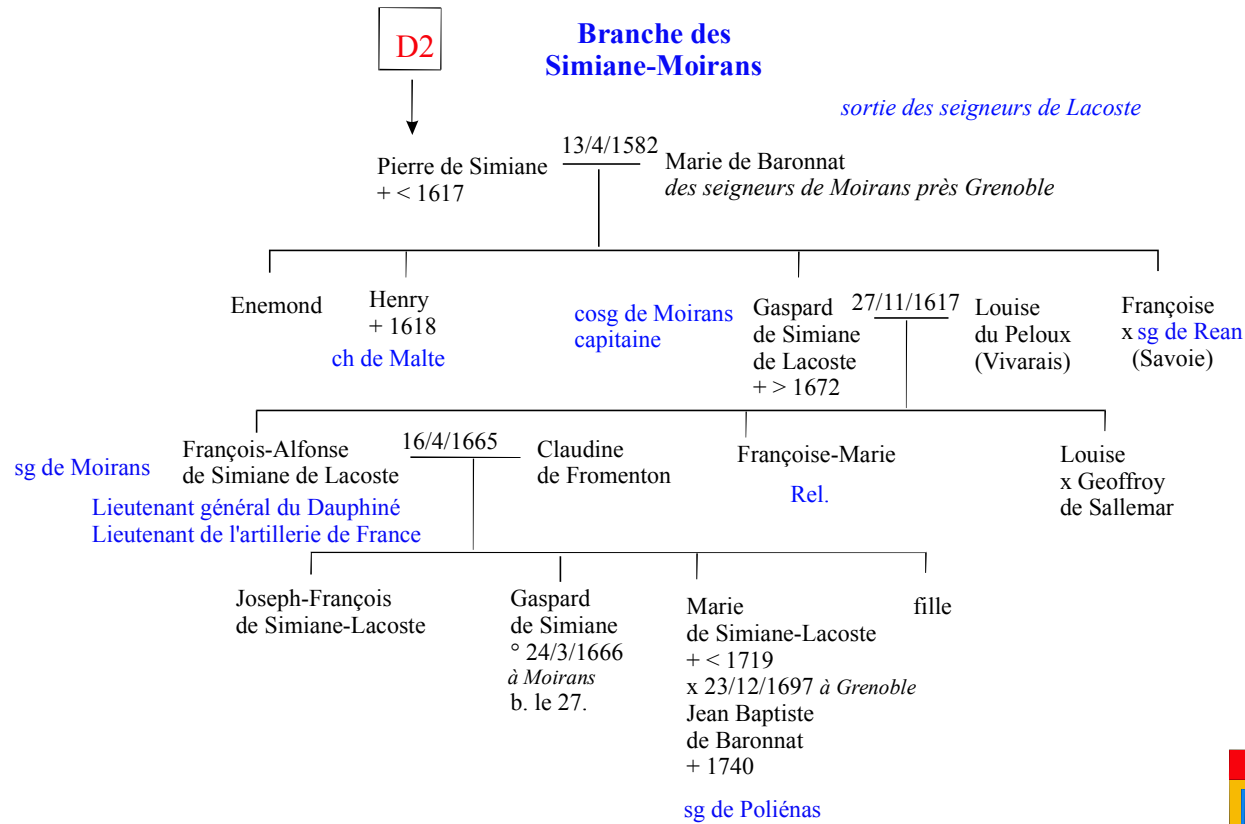 D2
Branche des
Simiane-Moirans
sortie des seigneurs de Lacoste
Pierre de Simiane
+ < 1617
13/4/1582
Marie de Baronnat
des seigneurs de Moirans près Grenoble
Enemond
Henry
+ 1618
ch de Malte
cosg de Moirans
capitaine
Gaspard
de Simiane
de Lacoste
+ > 1672
27/11/1617
Louise
du Peloux
(Vivarais)
Françoise
x sg de Rean
(Savoie)
sg de Moirans
François-Alfonse
de Simiane de Lacoste
Lieutenant général du Dauphiné
Lieutenant de l'artillerie de France
16/4/1665
Claudine
de Fromenton
Françoise-Marie
Rel.
Louise
x Geoffroy
de Sallemar
Joseph-François
de Simiane-Lacoste
Gaspard
de Simiane
° 24/3/1666
à Moirans
b. le 27.
Marie
de Simiane-Lacoste
+ < 1719
x 23/12/1697 à Grenoble
Jean Baptiste
de Baronnat
+ 1740
sg de Poliénas
fille